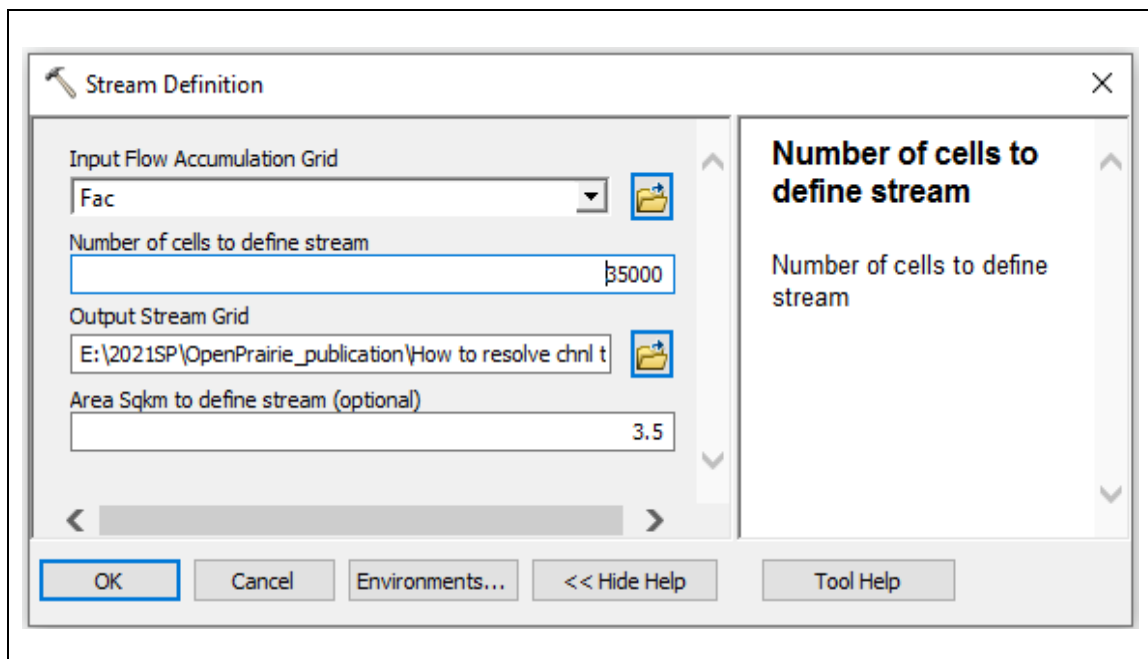 Stream Definition
Input Flow Accumulation Grid
Fac
Number of cells to define stream
35000
Output Stream Grid
E:\2021SP\OpenPrairie_publication\How to resolve chnl t
Area Sqkm to define stream (optional)
3.5
Number of cells to
define stream
Number of cells to define
stream
OK
Cancel
Environments...
<< Hide Help
Tool Help